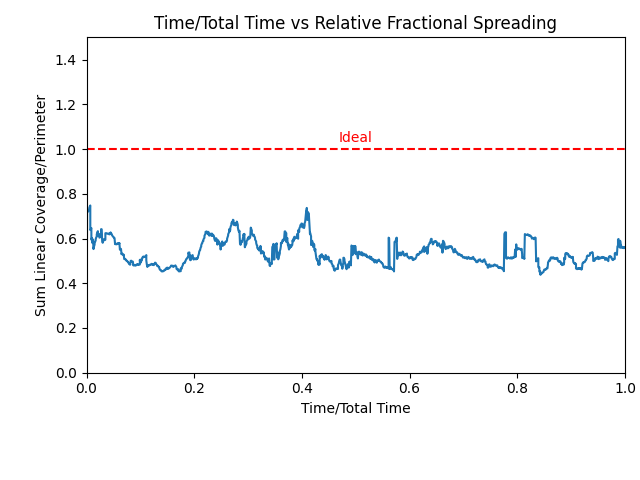 Time/Total Time vs Relative Fractional Spreading
1.4
1.2
1.0
0.8
0.6
0.4
0.2
0.0
Sum Linear Coverage/Perimeter
Ideal
0.0 0.2 0.4 0.6 0.8 1.0
Time/Total Time